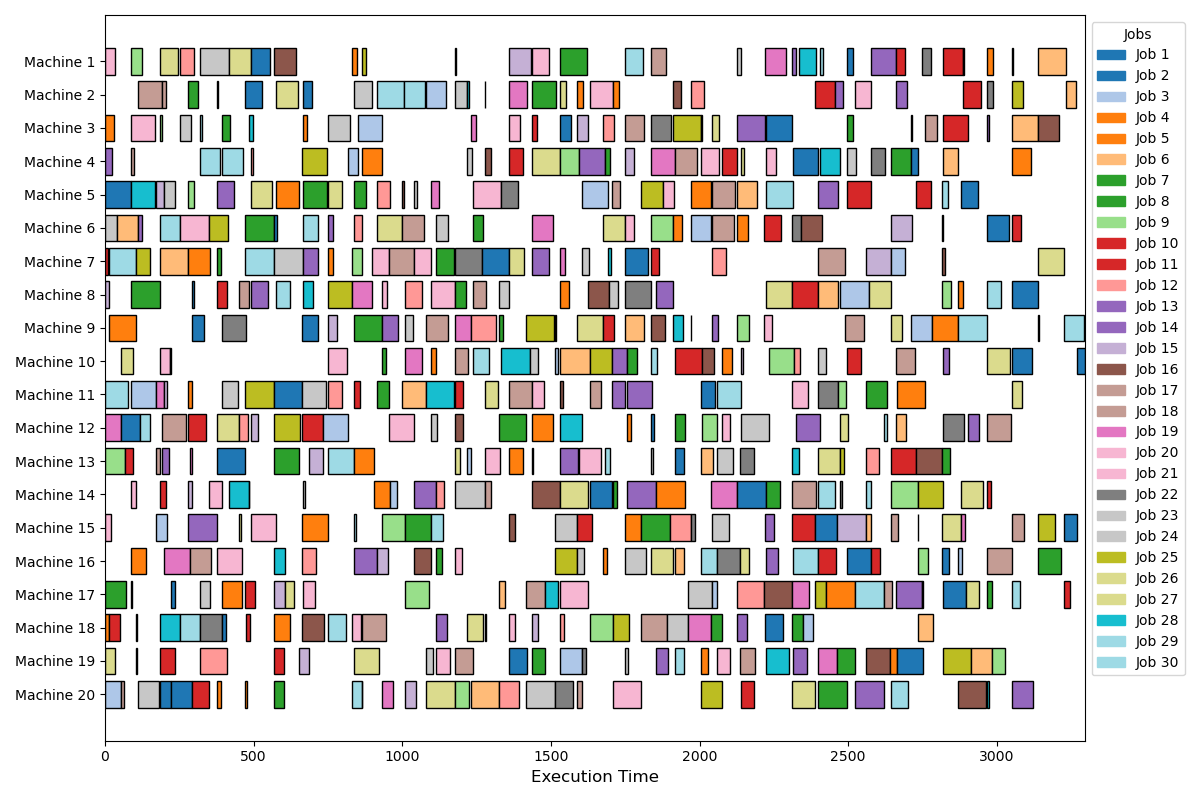 Machine 1
Machine 2
Machine 3
Machine 4
Machine 5
Machine 6
Machine 7
Machine 8
Machine 9
Machine 10
Machine 11
Machine 12
Machine 13
Machine 14
Machine 15
Machine 16
Machine 17
Machine 18
Machine 19
Machine 20
0 500 1000 1500 2000 2500 3000
Execution Time
Jobs
Job 1
Job 2
Job 3
Job 4
Job 5
Job 6
Job 7
Job 8
Job 9
Job 10
Job 11
Job 12
Job 13
Job 14
Job 15
Job 16
Job 17
Job 18
Job 19
Job 20
Job 21
Job 22
Job 23
Job 24
Job 25
Job 26
Job 27
Job 28
Job 29
Job 30